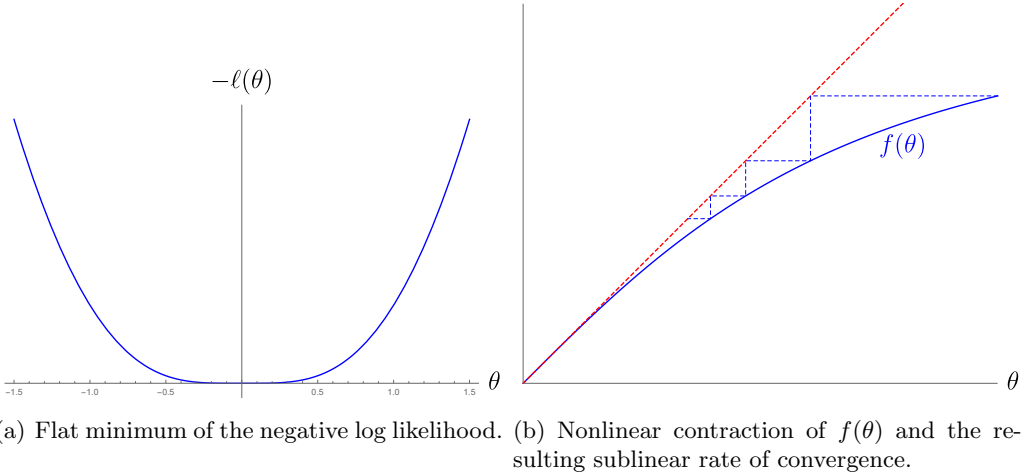 −ℓ(θ)
f(θ)
θ
-1.5 -1.0 -0.5 0.5 1.0 1.5
θ
a) Flat minimum of the negative log likelihood.
(b) Nonlinear contraction of f(θ) and the re-
sulting sublinear rate of convergence.